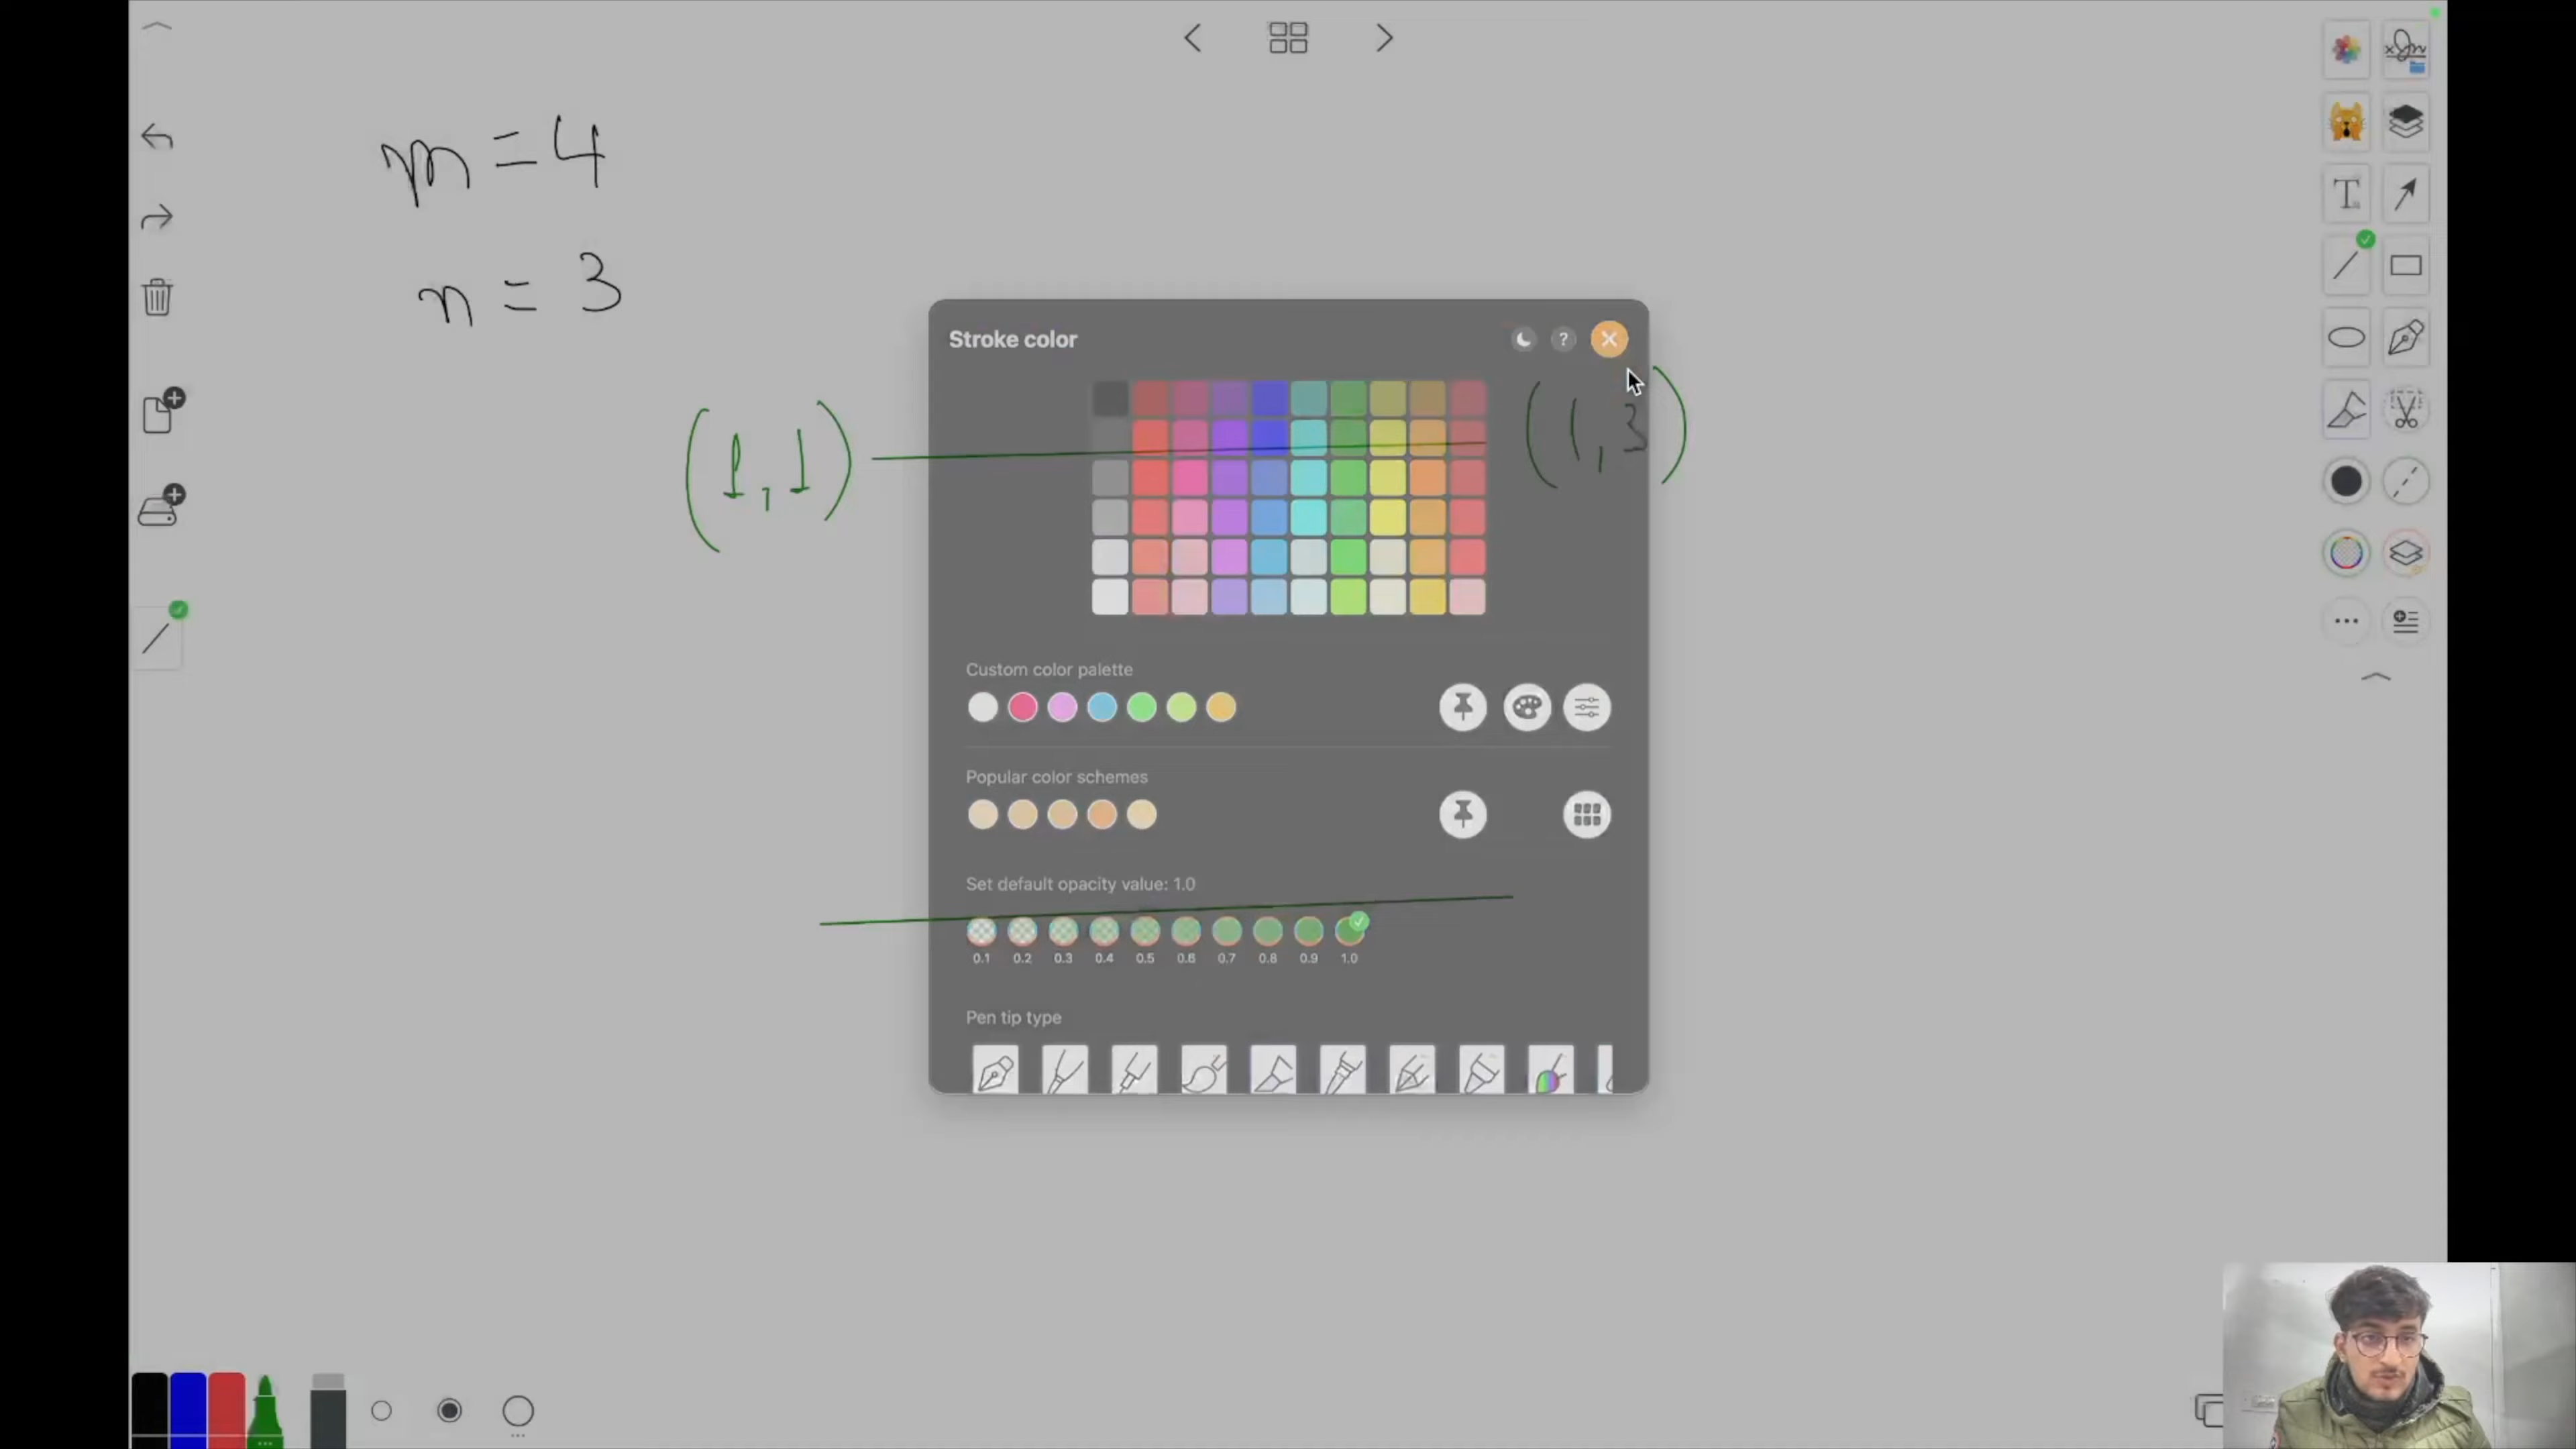 m = 4
n = 3
Stroke color
?
(1,1)
(1,3)
T
Custom color palette
Popular color schemes
Set default opacity value: 1.0
0.1 0.2 0.3 0.4 0.5 0.6 0.7 0.8 0.9 1.0
Pen tip type